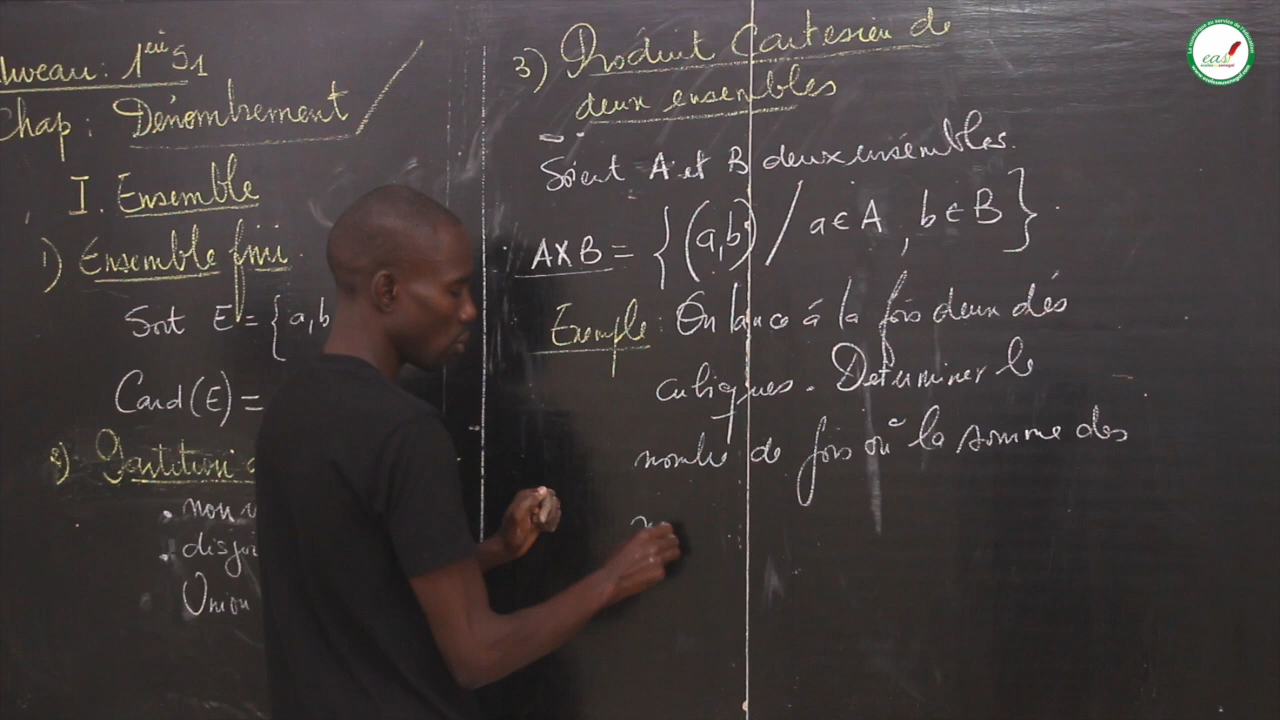 Niveau: 1ère S1
Chap: Dénombrement
I. Ensemble
1) Ensemble fini
Soit E = {a,b
Card(E) =
2) Partition
• non
• disjoi
Union
3) Produit Cartesien de
deux ensembles
Soient A et B deux ensembles.
AXB = {(a,b) / a∈A, b∈B}
Exemple: On lance à la fois deux dés
cubiques. Determiner le
nombre de fois où la somme des
eas